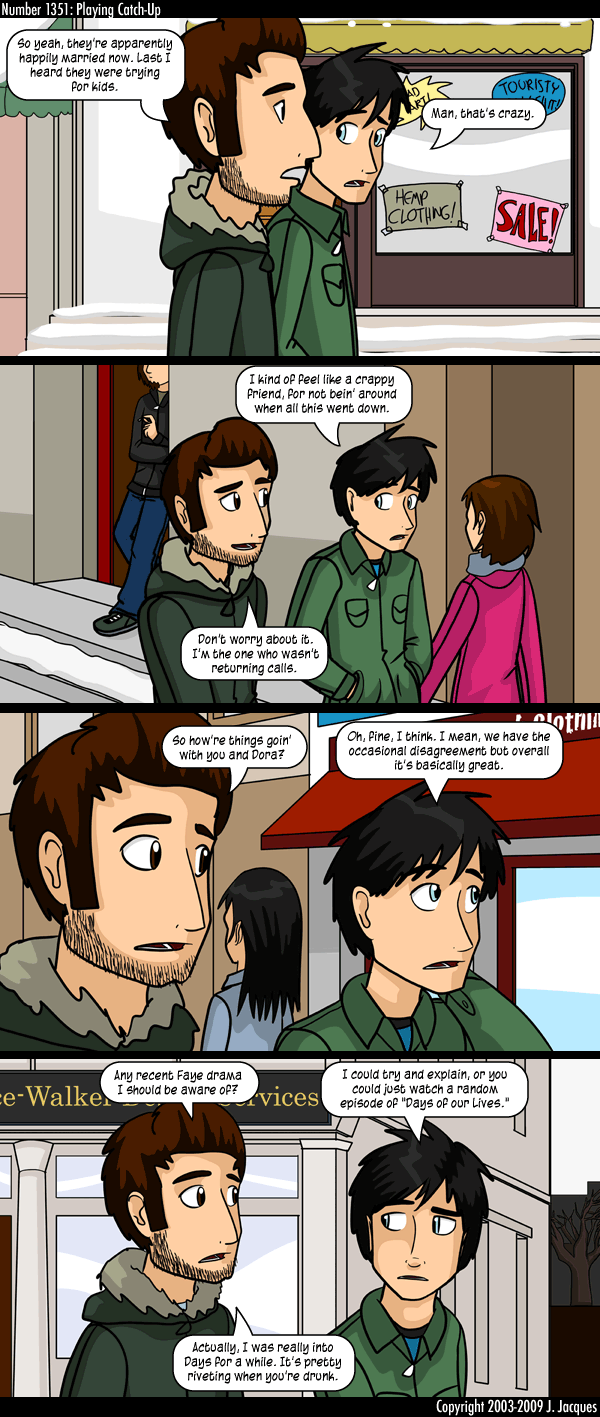 Number 1351: Playing Catch-Up
So yeah, they're apparently
happily married now. Last I
heard they were trying
for kids.
Man, that's crazy.
TOURISTY
HEMP
CLOTHING!
SALE!
I kind of feel like a crappy
friend, for not bein' around
when all this went down.
Don't worry about it.
I'm the one who wasn't
returning calls.
So how're things goin'
with you and Dora?
Oh, fine, I think. I mean, we have the
occasional disagreement but overall
it's basically great.
Any recent Faye drama
I should be aware of?
I could try and explain, or you
could just watch a random
episode of "Days of our Lives."
ce-Walker
ervices
Actually, I was really into
Days for a while. It's pretty
riveting when you're drunk.
Copyright 2003-2009 J. Jacques